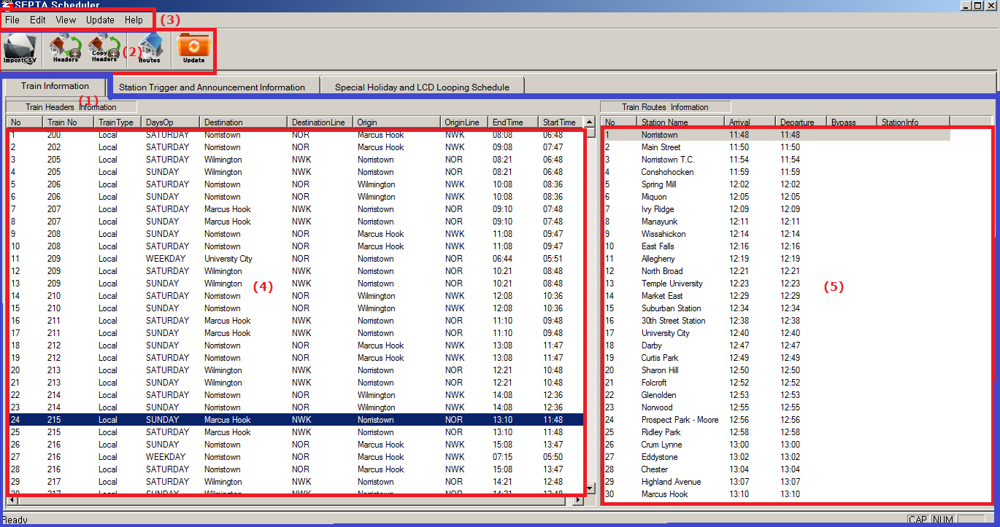 SEPTA
SEPTA Scheduler
File Edit View Update Help (3)
ImportCSV Headers Copy Headers (2) Routes Update
Train Information Station Trigger and Announcement Information Special Holiday and LCD Looping Schedule
(1)
Train Headers Information Train Routes Information
No Train No TrainType DaysOp Destination DestinationLine Origin OriginLine EndTime StartTime No Station Name Arrival Departure Bypass StationInfo
1 200 Local SATURDAY Norristown NOR Marcus Hook NWK 08:08 06:48 1 Norristown 11:48 11:48
2 202 Local SATURDAY Norristown NOR Marcus Hook NWK 09:08 07:47 2 Main Street 11:50 11:50
3 205 Local SATURDAY Wilmington NWK Norristown NOR 08:21 06:48 3 Norristown T.C. 11:54 11:54
4 205 Local SUNDAY Wilmington NWK Norristown NOR 08:21 06:48 4 Conshohocken 11:59 11:59
5 206 Local SATURDAY Norristown NOR Wilmington NWK 10:08 08:36 5 Spring Mill 12:02 12:02
6 206 Local SUNDAY Norristown NOR Wilmington NWK 10:08 08:36 6 Miquon 12:05 12:05
7 207 Local SATURDAY Marcus Hook NWK Norristown NOR 09:10 07:48 7 Ivy Ridge 12:09 12:09
8 207 Local SUNDAY Marcus Hook NWK Norristown NOR 09:10 07:48 8 Manayunk 12:11 12:11
9 208 Local SUNDAY Norristown NOR Marcus Hook NWK 11:08 09:47 9 Wissahickon 12:14 12:14
10 208 Local SATURDAY Norristown NOR Marcus Hook NWK 11:08 09:47 10 East Falls 12:16 12:16
11 209 Local WEEKDAY University City NWK Norristown NOR 06:44 05:51 11 Allegheny 12:19 12:19
12 209 Local SATURDAY Wilmington NWK Norristown NOR 10:21 08:48 12 North Broad 12:21 12:21
13 209 Local SUNDAY Wilmington (4) NWK Norristown NOR 10:21 08:48 13 Temple University 12:23 12:23 (5)
14 210 Local SATURDAY Norristown NOR Wilmington NWK 12:08 10:36 14 Market East 12:29 12:29
15 210 Local SUNDAY Norristown NOR Wilmington NWK 12:08 10:36 15 Suburban Station 12:34 12:34
16 211 Local SATURDAY Marcus Hook NWK Norristown NOR 11:10 09:48 16 30th Street Station 12:38 12:38
17 211 Local SUNDAY Marcus Hook NWK Norristown NOR 11:10 09:48 17 University City 12:40 12:40
18 212 Local SUNDAY Norristown NOR Marcus Hook NWK 13:08 11:47 18 Darby 12:47 12:47
19 212 Local SATURDAY Norristown NOR Marcus Hook NWK 13:08 11:47 19 Curtis Park 12:49 12:49
20 213 Local SATURDAY Wilmington NWK Norristown NOR 12:21 10:48 20 Sharon Hill 12:50 12:50
21 213 Local SUNDAY Wilmington NWK Norristown NOR 12:21 10:48 21 Folcroft 12:52 12:52
22 214 Local SATURDAY Norristown NOR Wilmington NWK 14:08 12:36 22 Glenolden 12:53 12:53
23 214 Local SUNDAY Norristown NOR Wilmington NWK 14:08 12:36 23 Norwood 12:55 12:55
24 215 Local SUNDAY Marcus Hook NWK Norristown NOR 13:10 11:48 24 Prospect Park - Moore 12:56 12:56
25 215 Local SATURDAY Marcus Hook NWK Norristown NOR 13:10 11:48 25 Ridley Park 12:58 12:58
26 216 Local SUNDAY Norristown NOR Marcus Hook NWK 15:08 13:47 26 Crum Lynne 13:00 13:00
27 216 Local WEEKDAY Norristown NOR Marcus Hook NWK 07:15 05:50 27 Eddystone 13:02 13:02
28 216 Local SATURDAY Norristown NOR Marcus Hook NWK 15:08 13:47 28 Chester 13:04 13:04
29 217 Local SATURDAY Wilmington NWK Norristown NOR 14:21 12:48 29 Highland Avenue 13:07 13:07
30 217 Local SUNDAY Wilmington NWK Norristown NOR 14:21 12:48 30 Marcus Hook 13:10 13:10
Ready CAP NUM